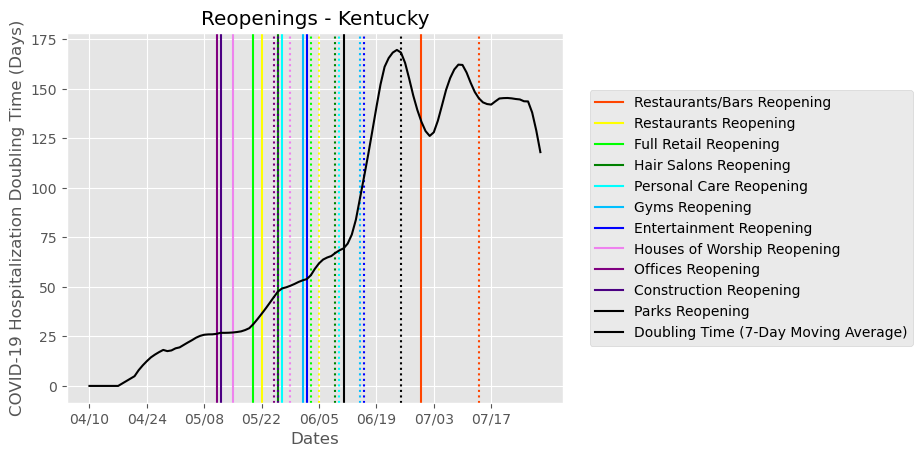 Reopenings - Kentucky
COVID-19 Hospitalization Doubling Time (Days)
175
150
125
100
75
50
25
0
04/10 04/24 05/08 05/22 06/05 06/19 07/03 07/17
Dates
Restaurants/Bars Reopening
Restaurants Reopening
Full Retail Reopening
Hair Salons Reopening
Personal Care Reopening
Gyms Reopening
Entertainment Reopening
Houses of Worship Reopening
Offices Reopening
Construction Reopening
Parks Reopening
Doubling Time (7-Day Moving Average)